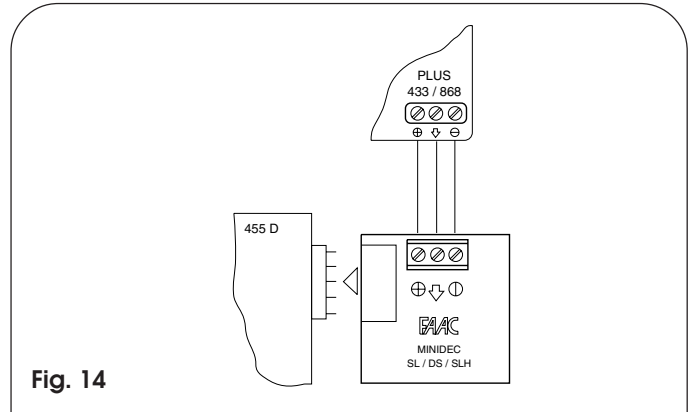 PLUS
433 / 868
455 D
FAAC
MINIDEC
SL / DS / SLH
Fig. 14